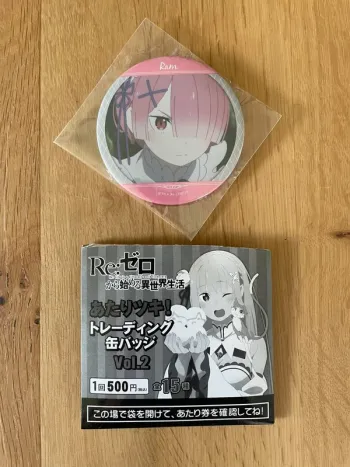 Ram
Re:ゼロ
から始める異世界生活
あたりツキ!
トレーディング
缶バッジ
Vol.2
1回500円(税込)
全15種
この場で袋を開けて、あたり券を確認してね!